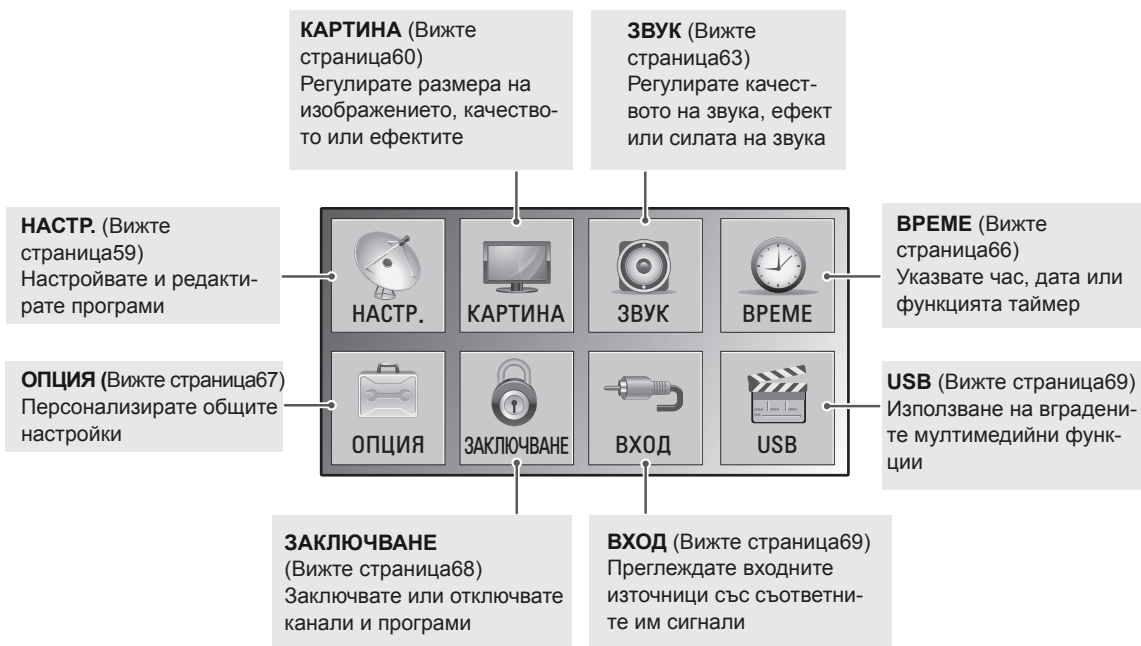 КАРТИНА (Вижте
страница60)
Регулирате размера на
изображението, качество-
то или ефектите
ЗВУК (Вижте
страница63)
Регулирате качест-
вото на звука, ефект
или силата на звука
НАСТР. (Вижте
страница59)
Настройвате и редакти-
рате програми
ВРЕМЕ (Вижте
страница66)
Указвате час, дата или
функцията таймер
НАСТР.
КАРТИНА
ЗВУК
ВРЕМЕ
ОПЦИЯ (Вижте страница67)
Персонализирате общите
настройки
USB (Вижте страница69)
Използване на вградени-
те мултимедийни функ-
ции
ОПЦИЯ
ЗАКЛЮЧВАНЕ
ВХОД
USB
ЗАКЛЮЧВАНЕ
(Вижте страница68)
Заключвате или отключвате
канали и програми
ВХОД (Вижте страница69)
Преглеждате входните
източници със съответни-
те им сигнали